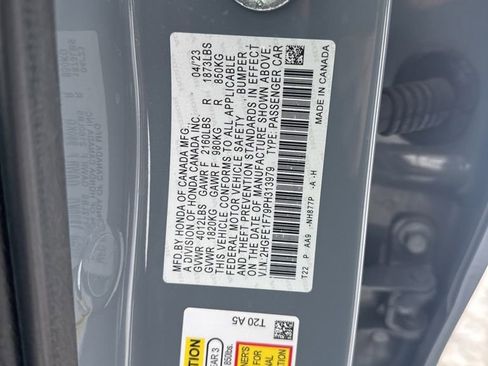 MFD.BY HONDA OF CANADA MFG.   04/23
A DIVISION OF HONDA CANADA INC.
GVWR 4012LBS GAWR F 2160LBS R 1873LBS
GVWR 1820KG GAWR F 980KG R 850KG
THIS VEHICLE CONFORMS TO ALL APPLICABLE
FEDERAL MOTOR VEHICLE SAFETY BUMPER
AND THEFT PREVENTION STANDARDS IN EFFECT
ON THE DATE OF MANUFACTURE SHOWN ABOVE.
V.I.N. 2HGFE1F79PH313979 TYPE: PASSENGER CAR
T22 P AA9 -NH877P -A-H MADE IN CANADA
T20 A5